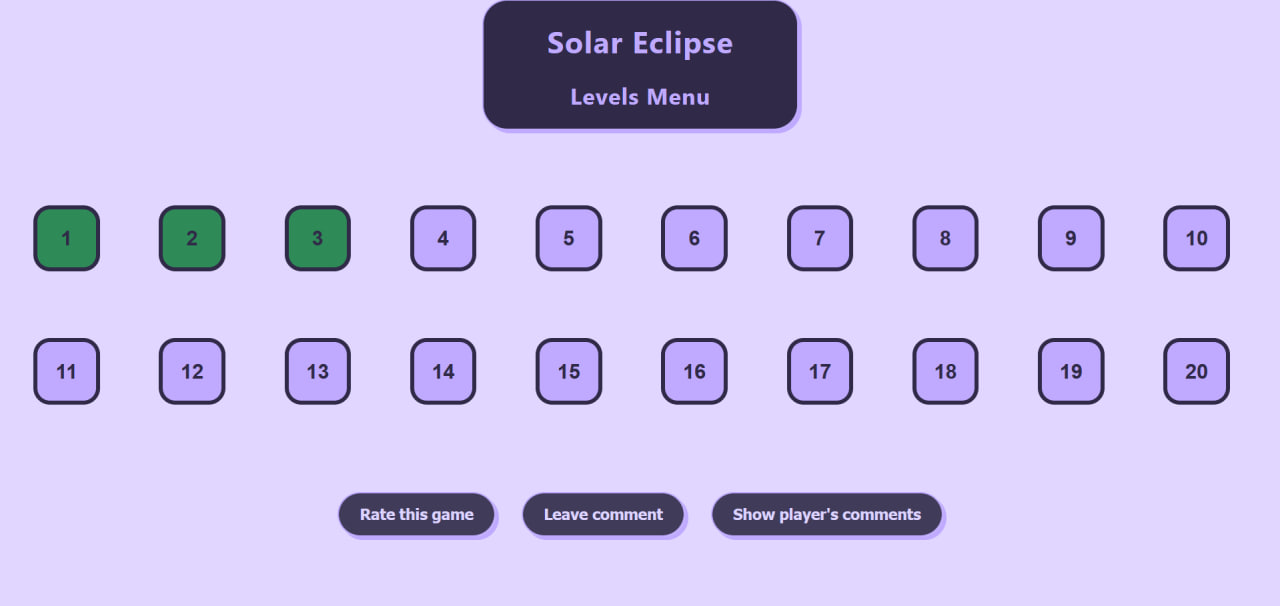 Solar Eclipse
Levels Menu
1 2 3 4 5 6 7 8 9 10
11 12 13 14 15 16 17 18 19 20
Rate this game Leave comment Show player's comments